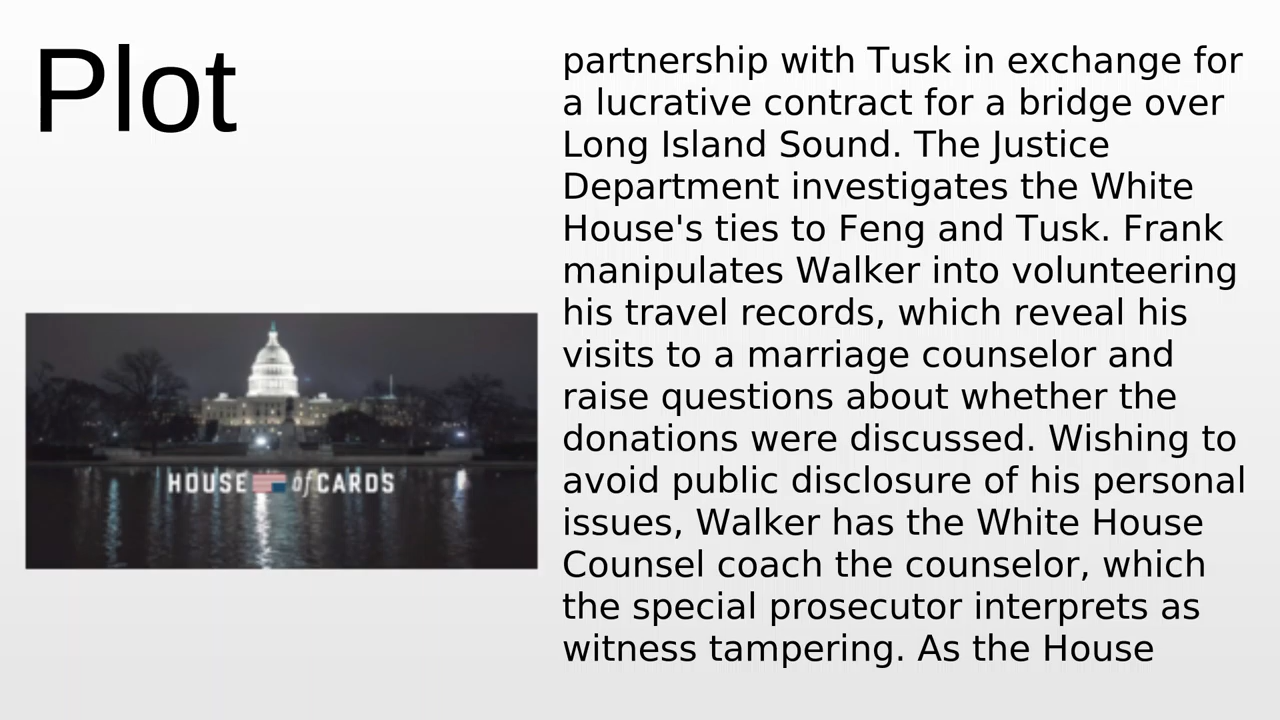 Plot
partnership with Tusk in exchange for
a lucrative contract for a bridge over
Long Island Sound. The Justice
Department investigates the White
House's ties to Feng and Tusk. Frank
manipulates Walker into volunteering
his travel records, which reveal his
visits to a marriage counselor and
raise questions about whether the
donations were discussed. Wishing to
avoid public disclosure of his personal
issues, Walker has the White House
Counsel coach the counselor, which
the special prosecutor interprets as
witness tampering. As the House
HOUSE of CARDS